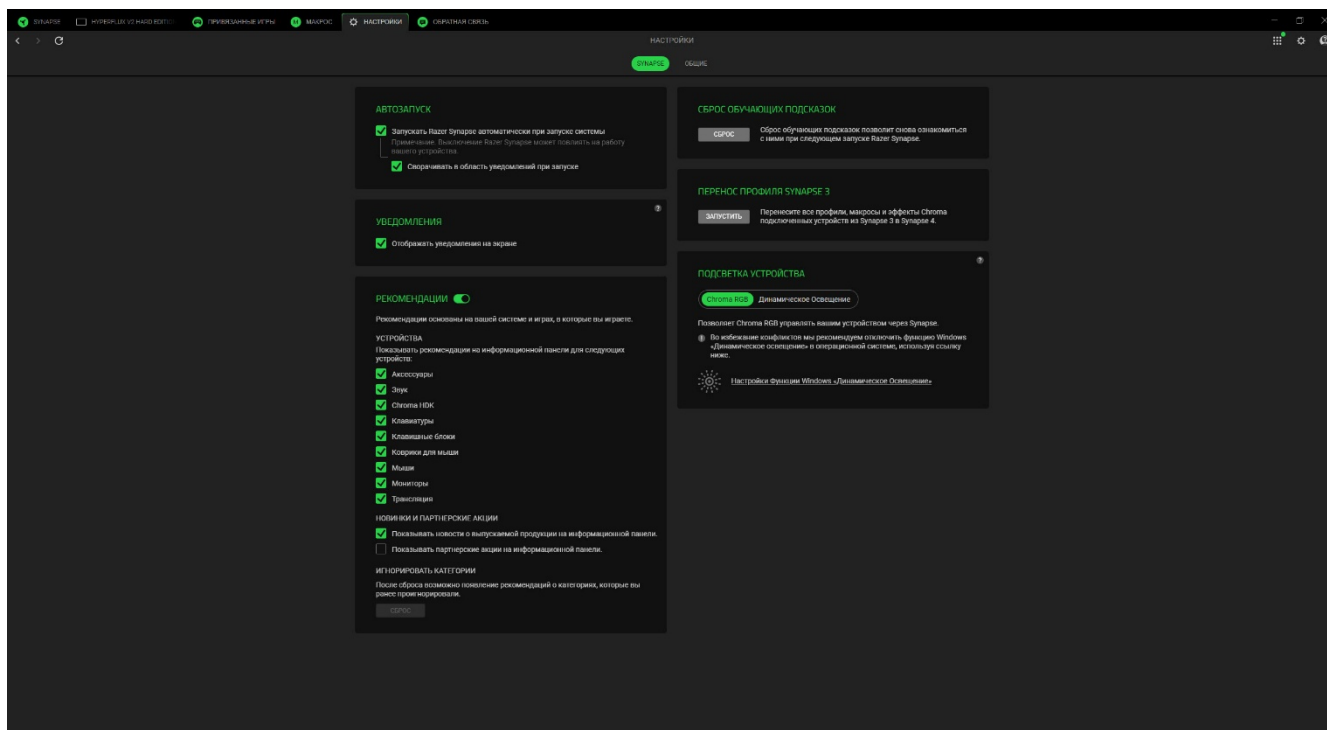 SYNAPSE
HYPERFLUX V2 HARD EDITIO
ПРИВЯЗАННЫЕ ИГРЫ
МАКРОС
НАСТРОЙКИ
ОБРАТНАЯ СВЯЗЬ
НАСТРОЙКИ
SYNAPSE
ОБЩИЕ
АВТОЗАПУСК
Запускать Razer Synapse автоматически при запуске системы
Примечание. Выключение Razer Synapse может повлиять на работу
вашего устройства.
Сворачивать в область уведомлений при запуске
УВЕДОМЛЕНИЯ
Отображать уведомления на экране
РЕКОМЕНДАЦИИ
Рекомендации основаны на вашей системе и играх, в которые вы играете.
УСТРОЙСТВА
Показывать рекомендации на информационной панели для следующих
устройств:
Аксессуары
Звук
Chroma HDK
Клавиатуры
Клавишные блоки
Коврики для мыши
Мыши
Мониторы
Трансляция
НОВИНКИ И ПАРТНЕРСКИЕ АКЦИИ
Показывать новости о выпускаемой продукции на информационной панели.
Показывать партнерские акции на информационной панели.
ИГНОРИРОВАТЬ КАТЕГОРИИ
После сброса возможно появление рекомендаций о категориях, которые вы
ранее проигнорировали.
СБРОС
СБРОС ОБУЧАЮЩИХ ПОДСКАЗОК
СБРОС
Сброс обучающих подсказок позволит снова ознакомиться
с ними при следующем запуске Razer Synapse.
ПЕРЕНОС ПРОФИЛЯ SYNAPSE 3
ЗАПУСТИТЬ
Перенесите все профили, макросы и эффекты Chroma
подключенных устройств из Synapse 3 в Synapse 4.
ПОДСВЕТКА УСТРОЙСТВА
Chroma RGB
Динамическое Освещение
Позволяет Chroma RGB управлять вашим устройством через Synapse.
Во избежание конфликтов мы рекомендуем отключить функцию Windows
«Динамическое освещение» в операционной системе, используя ссылку
ниже.
Настройки Функции Windows «Динамическое Освещение»